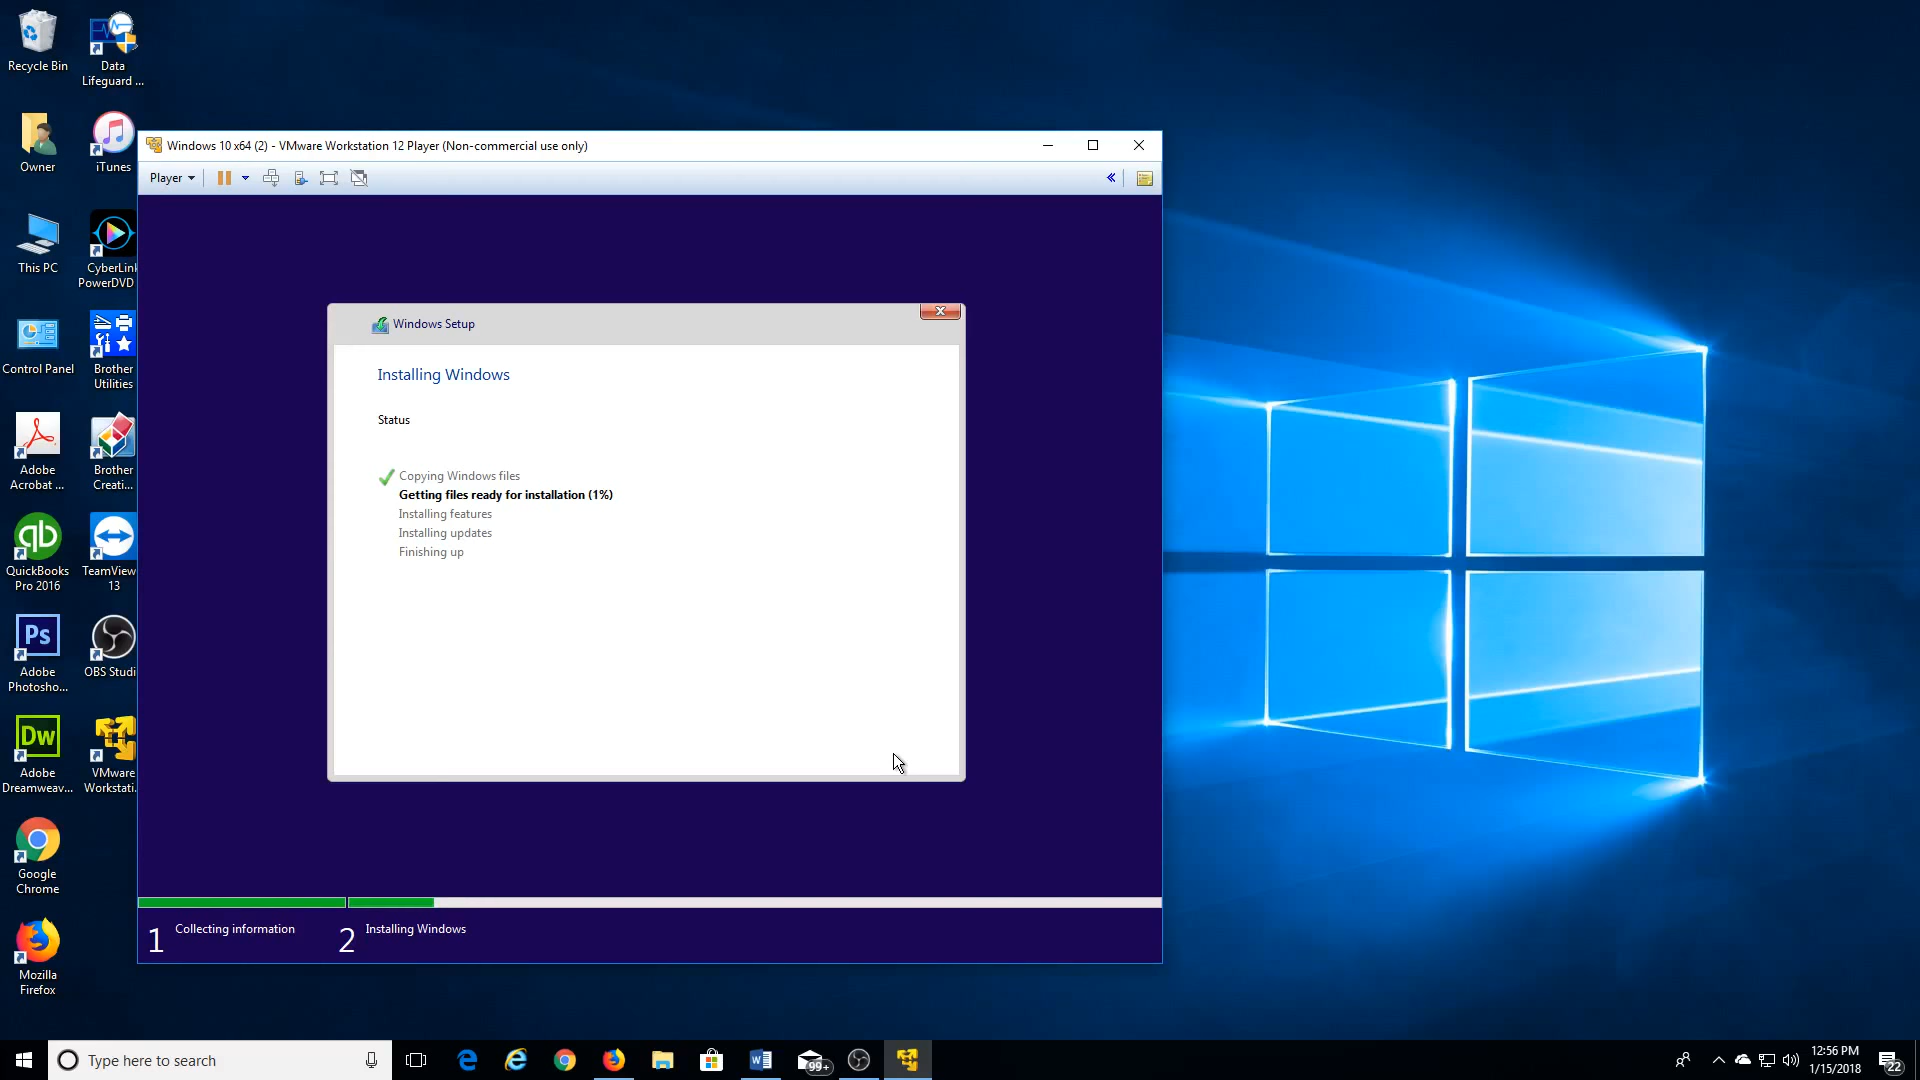 Recycle Bin
Data
Lifeguard ...
Owner
iTunes
This PC
CyberLink
PowerDVD
Control Panel
Brother
Utilities
Adobe
Acrobat ...
Brother
Creati...
QuickBooks
Pro 2016
TeamView
13
Ps
Adobe
Photosho...
OBS Studi
Dw
Adobe
Dreamweav...
VMware
Workstati.
Google
Chrome
Mozilla
Firefox
Windows 10 x64 (2) - VMware Workstation 12 Player (Non-commercial use only)
Player
Windows Setup
Installing Windows
Status
Copying Windows files
Getting files ready for installation (1%)
Installing features
Installing updates
Finishing up
1 Collecting information
2 Installing Windows
Type here to search
99+
12:56 PM
1/15/2018
22